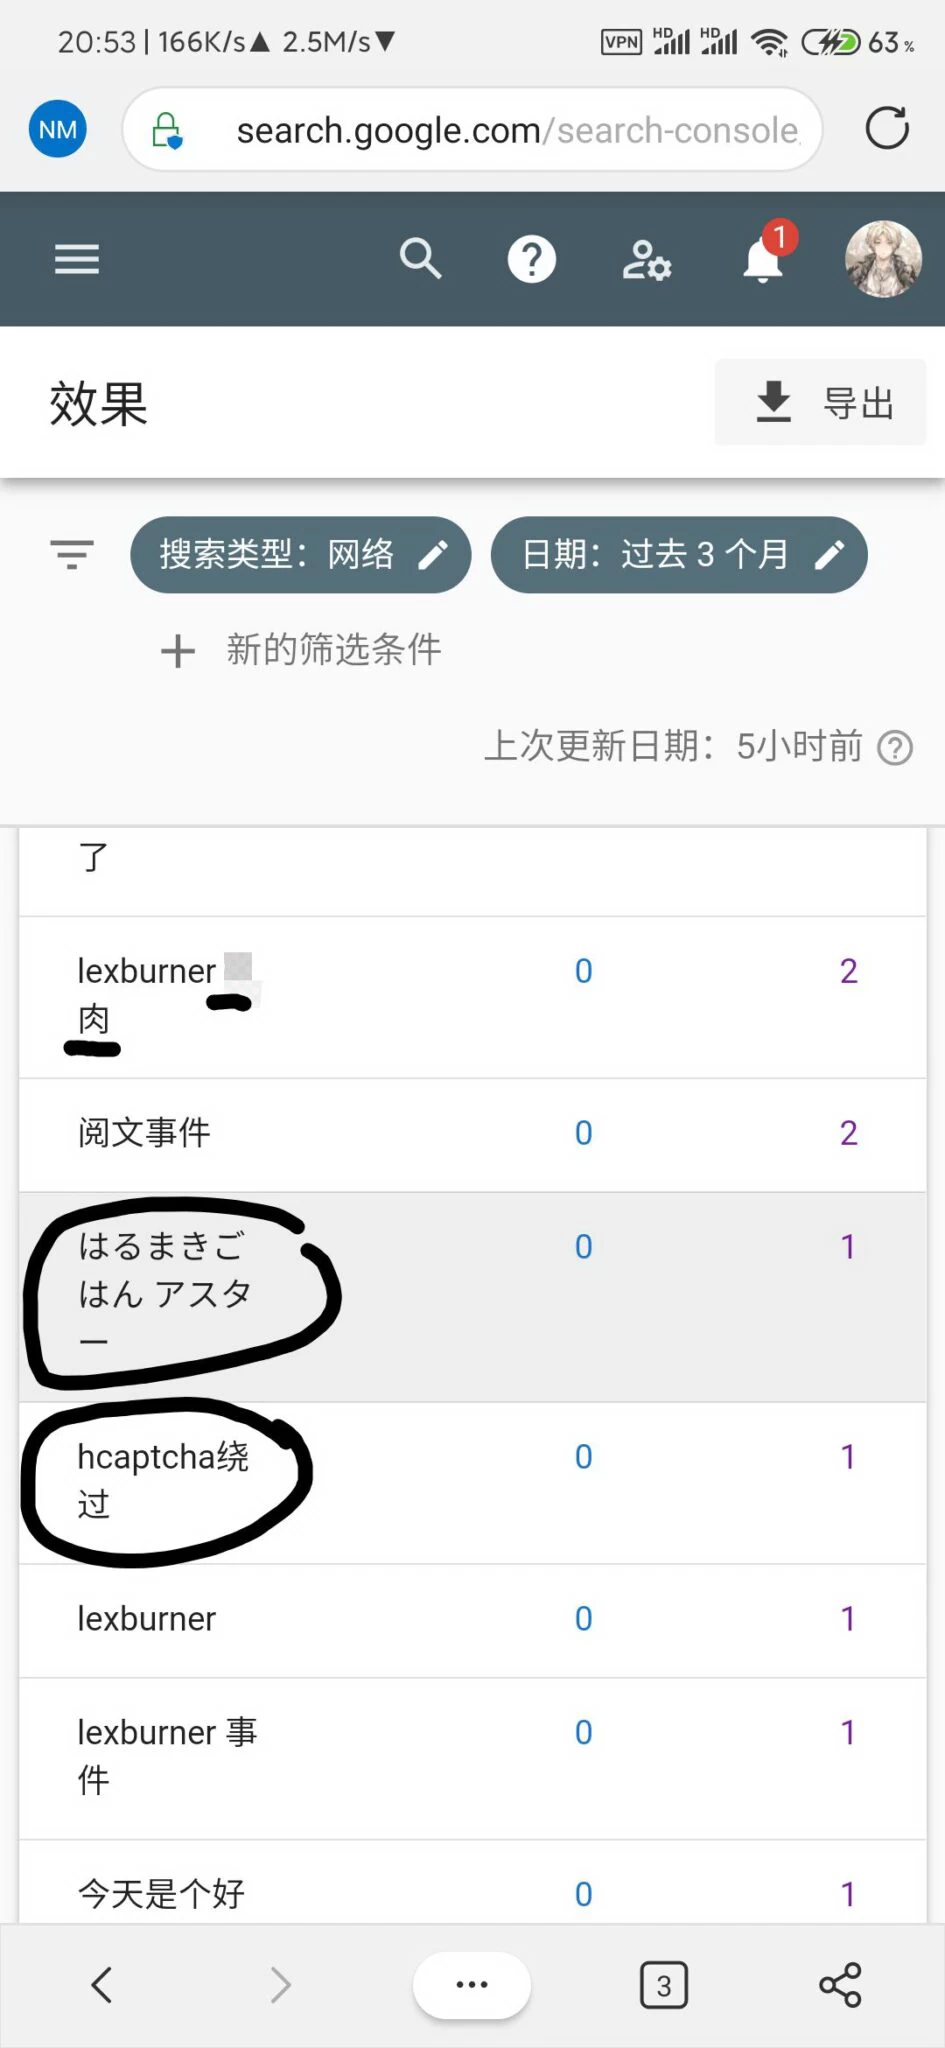 20:53 | 166K/s▲ 2.5M/s▼ VPN HD HD 63%
NM search.google.com/search-console
1
效果
导出
搜索类型：网络 日期：过去 3 个月
+ 新的筛选条件
上次更新日期：5小时前
了
lexburner 0 2
肉
阅文事件 0 2
はるまきご 0 1
はん アスタ
ー
hcaptcha绕 0 1
过
lexburner 0 1
lexburner 事 0 1
件
今天是个好 0 1
3